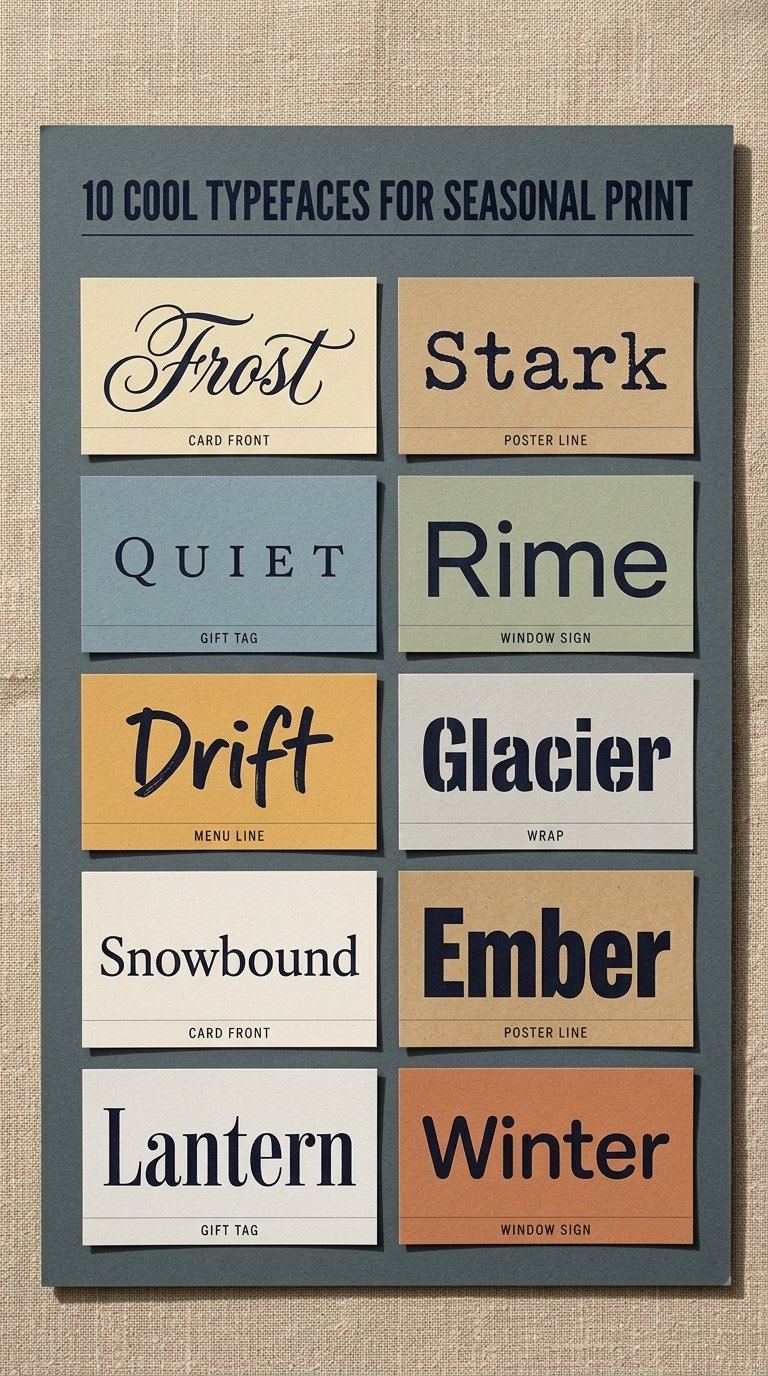 10 COOL TYPEFACES FOR SEASONAL PRINT
Frost
CARD FRONT
Stark
POSTER LINE
QUIET
GIFT TAG
Rime
WINDOW SIGN
Drift
MENU LINE
Glacier
WRAP
Snowbound
CARD FRONT
Ember
POSTER LINE
Lantern
GIFT TAG
Winter
WINDOW SIGN